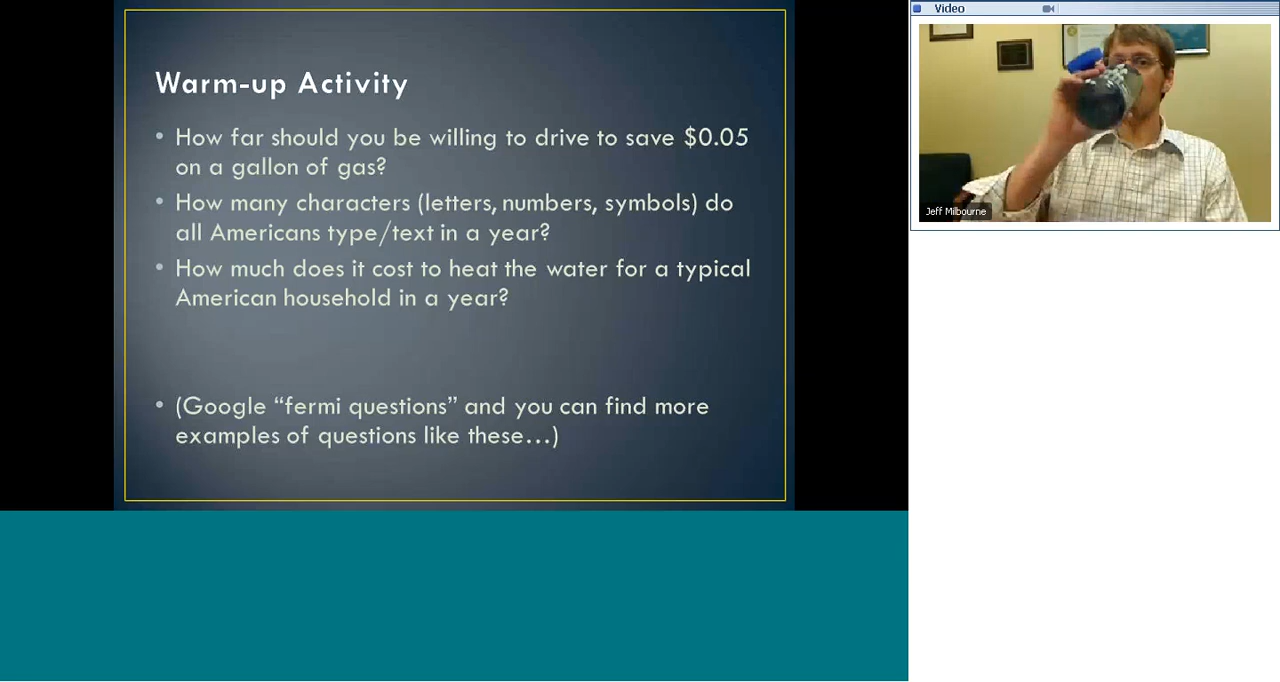 Warm-up Activity
• How far should you be willing to drive to save $0.05
on a gallon of gas?
• How many characters (letters, numbers, symbols) do
all Americans type/text in a year?
• How much does it cost to heat the water for a typical
American household in a year?
• (Google “fermi questions” and you can find more
examples of questions like these…)
Video
Jeff Milbourne